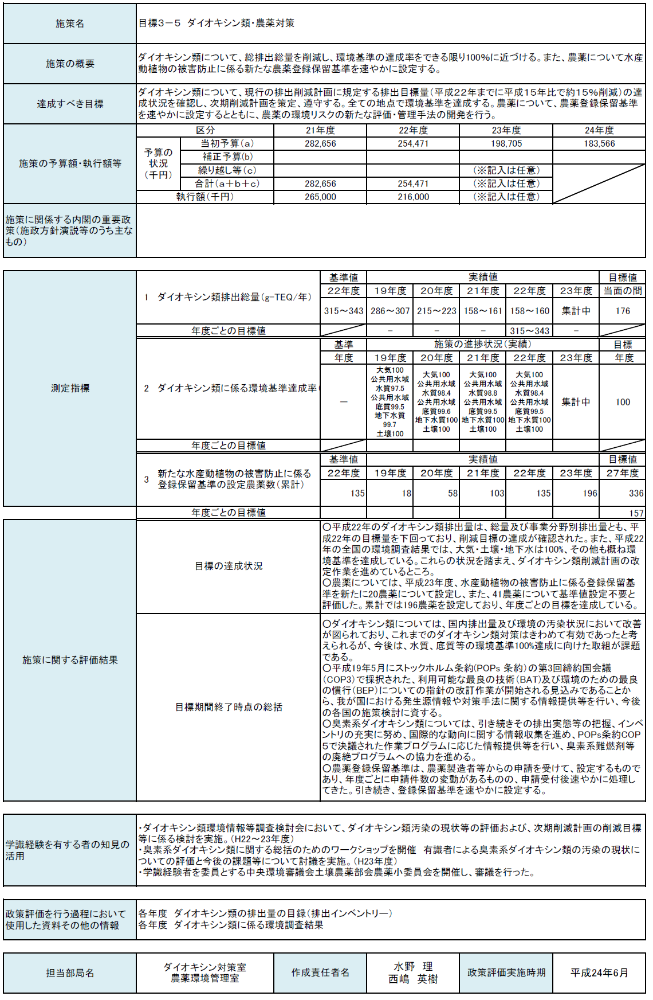 施策名
目標3-5 ダイオキシン類・農薬対策
施策の概要
ダイオキシン類について、総排出総量を削減し、環境基準の達成率をできる限り100%に近づける。また、農薬について水産
動植物の被害防止に係る新たな農薬登録保留基準を速やかに設定する。
達成すべき目標
ダイオキシン類について、現行の排出削減計画に規定する排出目標量(平成22年までに平成15年比で約15%削減)の達
成状況を確認し、次期削減計画を策定、遵守する。全ての地点で環境基準を達成する。農薬について、農薬登録保留基準
を速やかに設定するとともに、農薬の環境リスクの新たな評価・管理手法の開発を行う。
施策の予算額・執行額等
区分 21年度 22年度 23年度 24年度
予算の
状況
(千円)
当初予算(a) 282,656 254,471 198,705 183,566
補正予算(b)
繰り越し等(c) (※記入は任意)
合計(a+b+c) 282,656 254,471 (※記入は任意)
執行額(千円) 265,000 216,000 (※記入は任意)
施策に関係する内閣の重要政
策(施政方針演説等のうち主な
もの)
測定指標
1 ダイオキシン類排出総量(g-TEQ/年)
基準値 実績値 目標値
22年度 19年度 20年度 21年度 22年度 23年度 当面の間
315~343 286~307 215~223 158~161 158~160 集計中 176
年度ごとの目標値 - - - 315~343 -
2 ダイオキシン類に係る環境基準達成率(
基準 施策の進捗状況(実績) 目標
年度 19年度 20年度 21年度 22年度 23年度 年度
-
大気100
公共用水域
水質97.5
公共用水域
底質99.5
地下水質
99.7
土壌100
大気100
公共用水域
水質98.4
公共用水域
底質99.6
地下水質100
土壌100
大気100
公共用水域
水質98.8
公共用水域
底質99.5
地下水質100
土壌100
大気100
公共用水域
水質98.4
公共用水域
底質99.5
地下水質100
土壌100
集計中
100
年度ごとの目標値
3 新たな水産動植物の被害防止に係る
登録保留基準の設定農薬数(累計)
基準値 実績値 目標値
22年度 19年度 20年度 21年度 22年度 23年度 27年度
135 18 58 103 135 196 336
年度ごとの目標値 157
施策に関する評価結果
目標の達成状況
○平成22年のダイオキシン類排出量は、総量及び事業分野別排出量とも、平
成22年の目標量を下回っており、削減目標の達成が確認された。また、平成22
年の全国の環境調査結果では、大気・土壌・地下水は100%、その他も概ね環
境基準を達成している。これらの状況を踏まえ、ダイオキシン類削減計画の改
定作業を進めているところ。
○農薬については、平成23年度、水産動植物の被害防止に係る登録保留基
準を新たに20農薬について設定し、また、41農薬について基準値設定不要と
評価した。累計では196農薬を設定しており、年度ごとの目標を達成している。
目標期間終了時点の総括
○ダイオキシン類については、国内排出量及び環境の汚染状況において改善
が図られており、これまでのダイオキシン類対策はきわめて有効であったと考
えられるが、今後は、水質、底質等の環境基準100%達成に向けた取組が課題
である。
○平成19年5月にストックホルム条約(POPs 条約)の第3回締約国会議
(COP3)で採択された、利用可能な最良の技術(BAT)及び環境のための最良
の慣行(BEP)についての指針の改訂作業が開始される見込みであることか
ら、我が国における発生源情報や対策手法に関する情報提供等を行い、今後
の各国の施策検討に資する。
○臭素系ダイオキシン類については、引き続きその排出実態等の把握、インベ
ントリの充実に努め、国際的な動向に関する情報収集を進め、POPs条約COP
5で決議された作業プログラムに応じた情報提供等を行い、臭素系難燃剤等
の廃絶プログラムへの協力を進める。
○農薬登録保留基準は、農薬製造者等からの申請を受けて、設定するもので
あり、年度ごとに申請件数の変動があるものの、申請受付後速やかに処理し
てきた。引き続き、登録保留基準を速やかに設定する。
学識経験を有する者の知見の
活用
・ダイオキシン類環境情報等調査検討会において、ダイオキシン類汚染の現状等の評価および、次期削減計画の削減目標
等に係る検討を実施。(H22~23年度)
・臭素系ダイオキシン類に関する総括のためのワークショップを開催 有識者による臭素系ダイオキシン類の汚染の現状に
ついての評価と今後の課題等について討議を実施。(H23年度)
・学識経験者を委員とする中央環境審議会土壌農薬部会農薬小委員会を開催し、審議を行った。
政策評価を行う過程において
使用した資料その他の情報
各年度 ダイオキシン類の排出量の目録(排出インベントリー)
各年度 ダイオキシン類に係る環境調査結果
担当部局名
ダイオキシン対策室
農薬環境管理室
作成責任者名
水野 理
西嶋 英樹
政策評価実施時期
平成24年6月